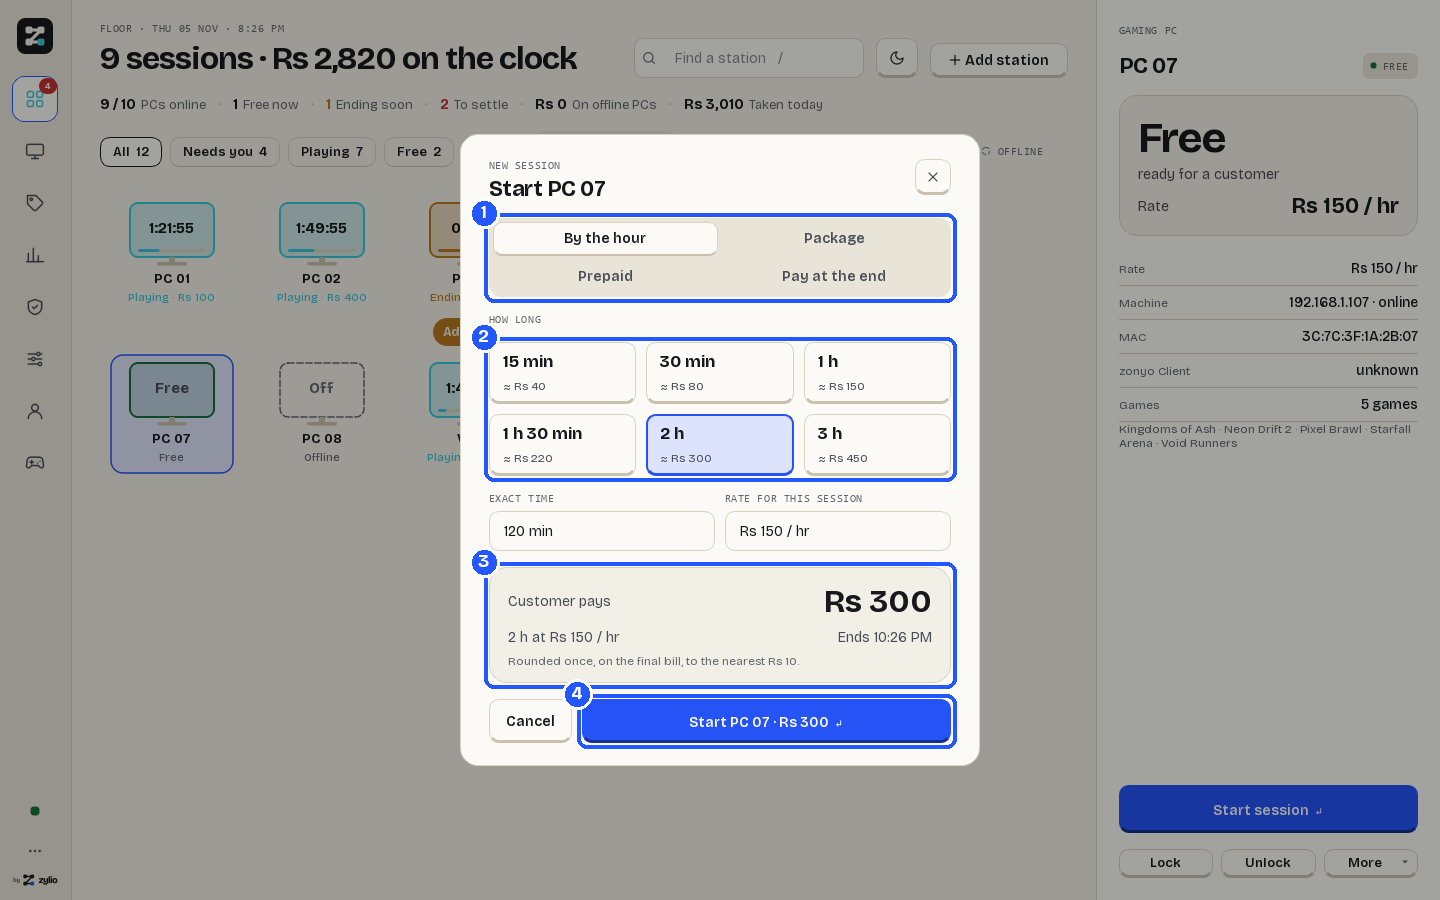 4
by zylio
FLOOR · THU 05 NOV · 8:26 PM
9 sessions · Rs 2,820 on the clock
Find a station /
+ Add station
9 / 10 PCs online · 1 Free now · 1 Ending soon · 2 To settle · Rs 0 On offline PCs · Rs 3,010 Taken today
All 12
Needs you 4
Playing 7
Free 2
OFFLINE
1:21:55
PC 01
Playing · Rs 100
1:49:55
PC 02
Playing · Rs 400
Free
PC 07
Free
Off
PC 08
Offline
NEW SESSION
Start PC 07
1
By the hour
Package
Prepaid
Pay at the end
HOW LONG
2
15 min
≈ Rs 40
30 min
≈ Rs 80
1 h
≈ Rs 150
1 h 30 min
≈ Rs 220
2 h
≈ Rs 300
3 h
≈ Rs 450
EXACT TIME
120 min
RATE FOR THIS SESSION
Rs 150 / hr
3
Customer pays
Rs 300
2 h at Rs 150 / hr
Ends 10:26 PM
Rounded once, on the final bill, to the nearest Rs 10.
4
Cancel
Start PC 07 · Rs 300 ↲
GAMING PC
PC 07
FREE
Free
ready for a customer
Rate
Rs 150 / hr
Rate
Rs 150 / hr
Machine
192.168.1.107 · online
MAC
3C:7C:3F:1A:2B:07
zonyo Client
unknown
Games
5 games
Kingdoms of Ash · Neon Drift 2 · Pixel Brawl · Starfall
Arena · Void Runners
Start session ↲
Lock
Unlock
More